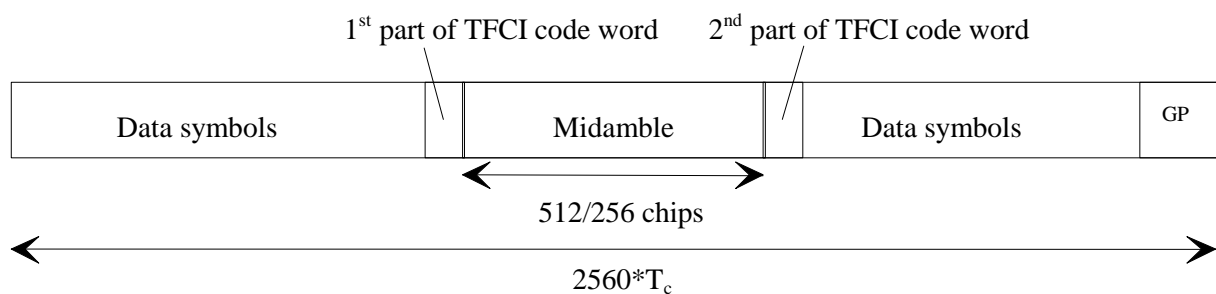 1st part of TFCI code word 2nd part of TFCI code word
Data symbols Midamble Data symbols GP
512/256 chips
2560*Tc